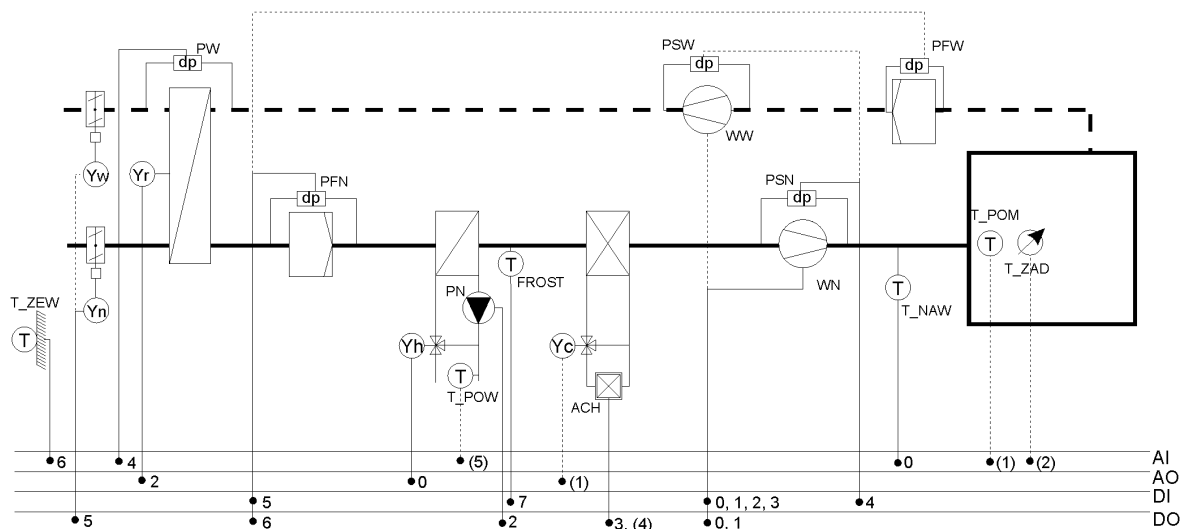 PW
dp
PSW
dp
PFW
dp
WW
Yw
Yr
PFN
dp
PSN
dp
T_POM
T
T_ZAD
T
FROST
WN
T_ZEW
T
Yn
PN
T
T_NAW
Yh
Yc
T
T_POW
ACH
6
4
(5)
0
(1)
(2)
AI
2
0
(1)
AO
5
7
0, 1, 2, 3
4
DI
5
6
2
3, (4)
0, 1
DO